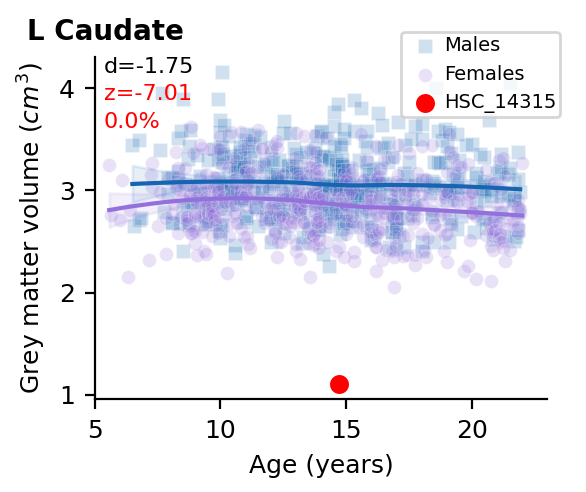 L Caudate
d=-1.75
z=-7.01
0.0%
Males
Females
HSC_14315
Grey matter volume (cm³)
4
3
2
1
5 10 15 20
Age (years)